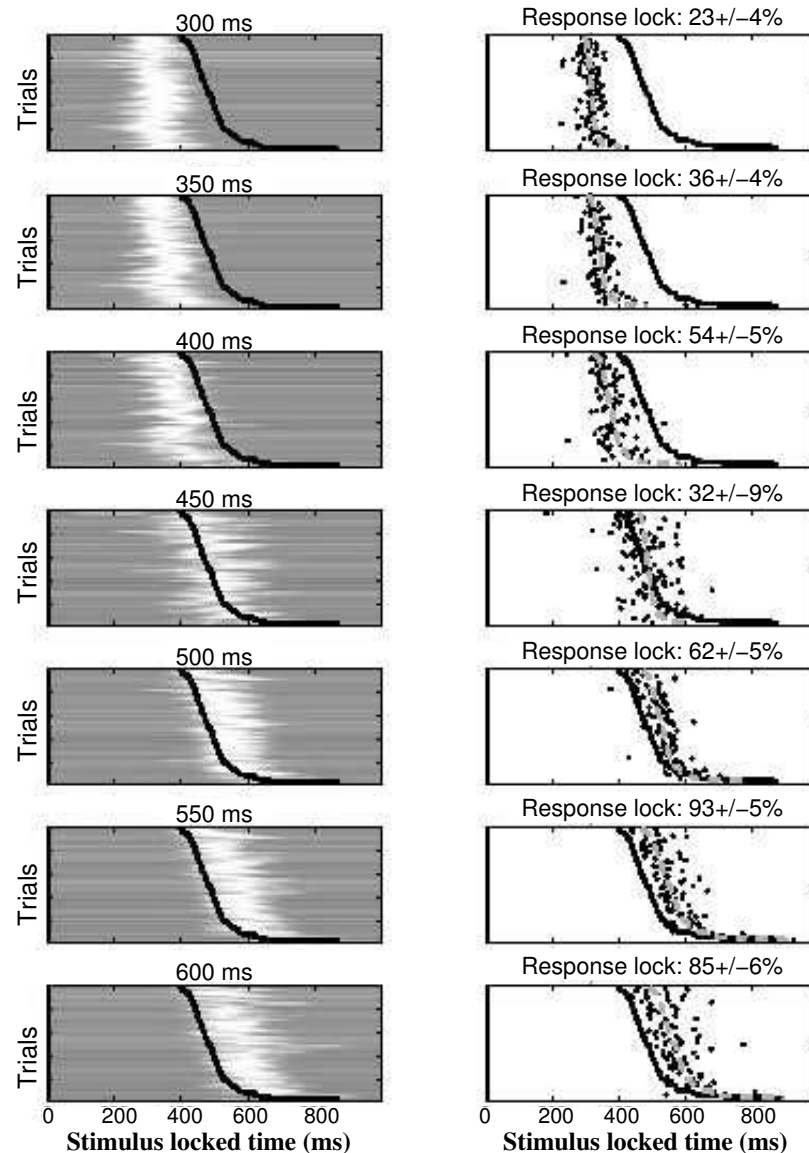 300 ms
Response lock: 23+/−4%
Trials
350 ms
Response lock: 36+/−4%
Trials
400 ms
Response lock: 54+/−5%
Trials
450 ms
Response lock: 32+/−9%
Trials
500 ms
Response lock: 62+/−5%
Trials
550 ms
Response lock: 93+/−5%
Trials
600 ms
Response lock: 85+/−6%
Trials
0 200 400 600 800
0 200 400 600 800
Stimulus locked time (ms)
Stimulus locked time (ms)